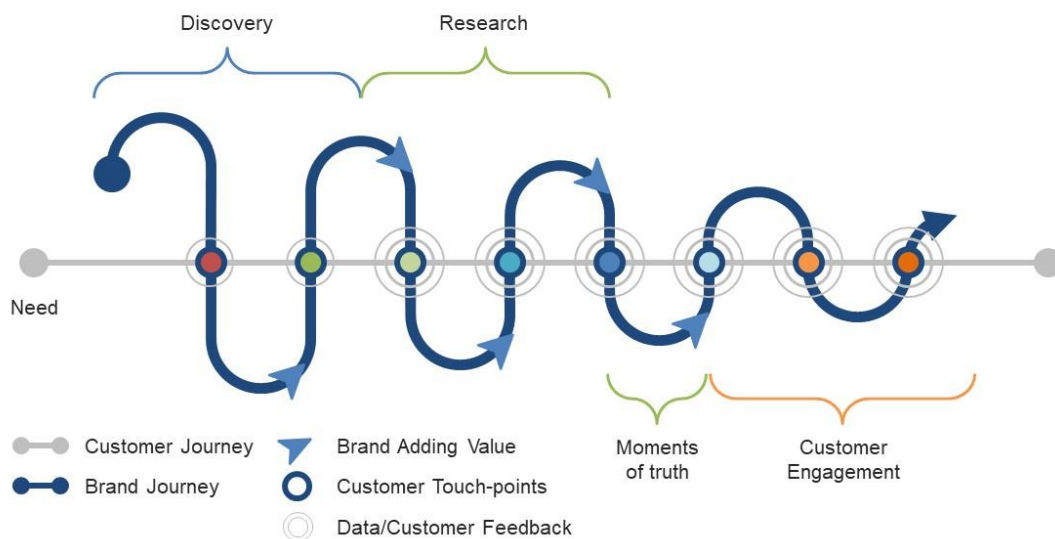 Discovery
Research
Need
Customer Journey
Brand Journey
Brand Adding Value
Customer Touch-points
Data/Customer Feedback
Moments
of truth
Customer
Engagement